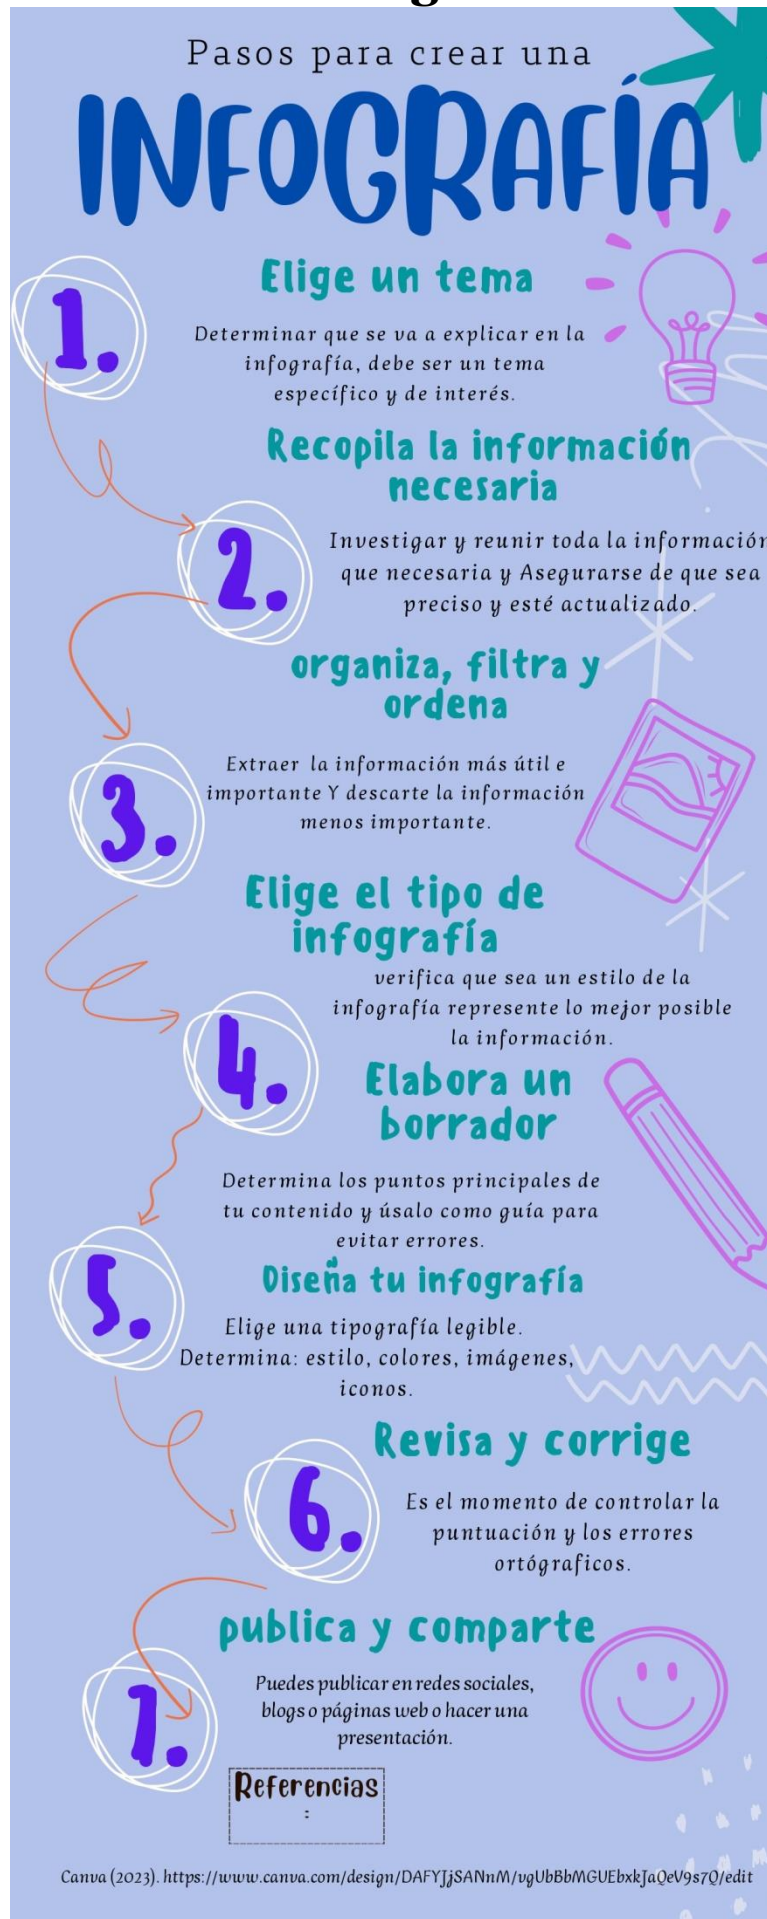 Pasos para crear una
INFOGRAFÍA
1.
Elige un tema
Determinar que se va a explicar en la
infografía, debe ser un tema
específico y de interés.
Recopila la información
necesaria
2.
Investigar y reunir toda la información
que necesaria y Asegurarse de que sea
preciso y esté actualizado.
organiza, filtra y
ordena
3.
Extraer la información más útil e
importante Y descarte la información
menos importante.
Elige el tipo de
infografía
verifica que sea un estilo de la
infografía represente lo mejor posible
la información.
4.
Elabora un
borrador
Determina los puntos principales de
tu contenido y úsalo como guía para
evitar errores.
5.
Diseña tu infografía
Elige una tipografía legible.
Determina: estilo, colores, imágenes,
iconos.
Revisa y corrige
6.
Es el momento de controlar la
puntuación y los errores
ortógraficos.
publica y comparte
7.
Puedes publicar en redes sociales,
blogs o páginas web o hacer una
presentación.
Referencias
:
Canva (2023). https://www.canva.com/design/DAFYJjSANnM/vgUbBbMGUEbxkJaQeV9s7Q/edit